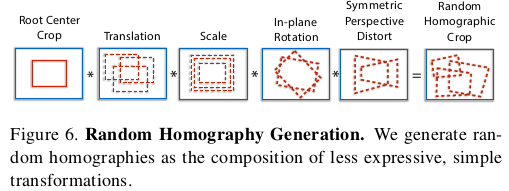 Root Center
Crop
Translation
Scale
In-plane
Rotation
Symmetric
Perspective
Distort
Random
Homographic
Crop
* * * * =
Figure 6. Random Homography Generation. We generate ran-
dom homographies as the composition of less expressive, simple
transformations.